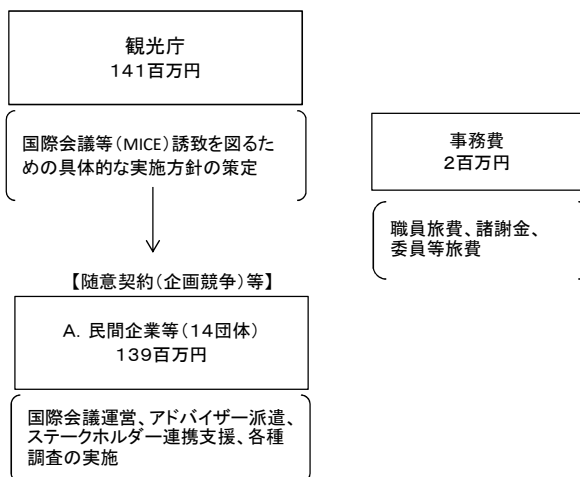 観光庁
141百万円
国際会議等(MICE)誘致を図るた
めの具体的な実施方針の策定
事務費
2百万円
職員旅費、諸謝金、
委員等旅費
【随意契約(企画競争)等】
A. 民間企業等(14団体)
139百万円
国際会議運営、アドバイザー派遣、
ステークホルダー連携支援、各種
調査の実施